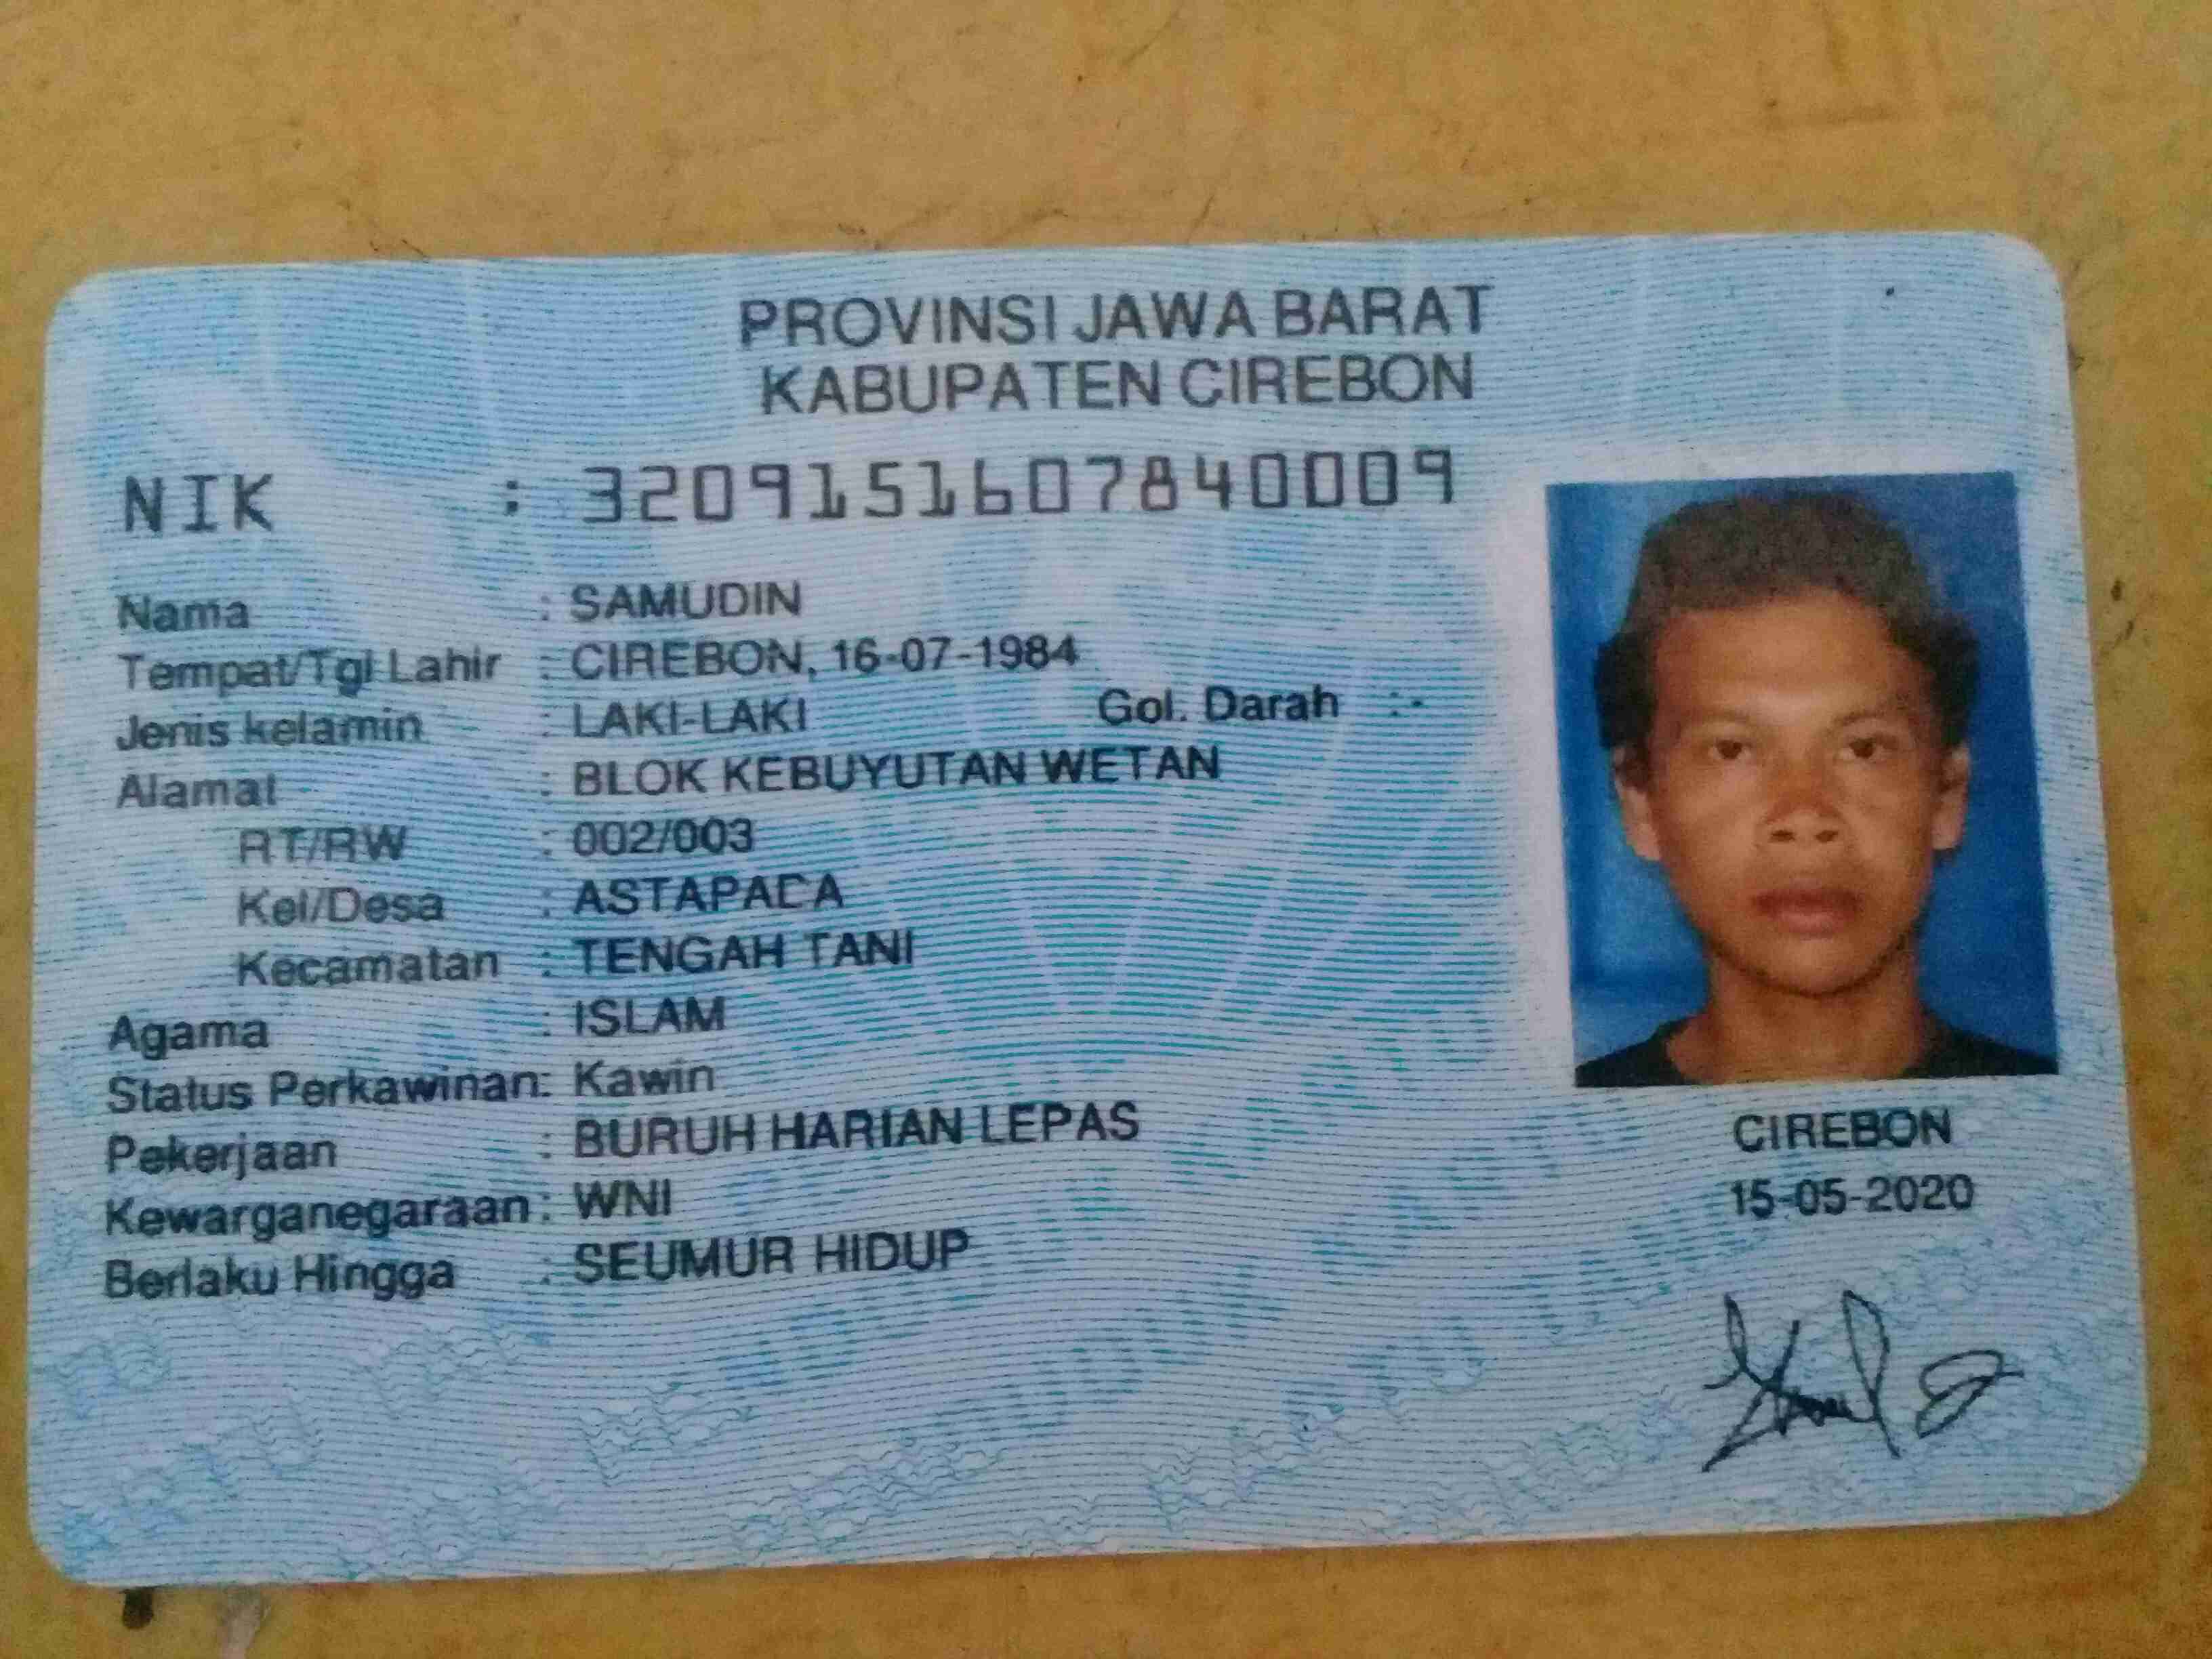 PROVINSI JAWA BARAT
KABUPATEN CIREBON
NIK : 3209151607840009
Nama : SAMUDIN
Tempat/Tgl Lahir : CIREBON, 16-07-1984
Jenis kelamin : LAKI-LAKI Gol. Darah : -
Alamat : BLOK KEBUYUTAN WETAN
RT/RW : 002/003
Kel/Desa : ASTAPADA
Kecamatan : TENGAH TANI
Agama : ISLAM
Status Perkawinan: Kawin
Pekerjaan : BURUH HARIAN LEPAS
Kewarganegaraan : WNI
Berlaku Hingga : SEUMUR HIDUP
CIREBON
15-05-2020